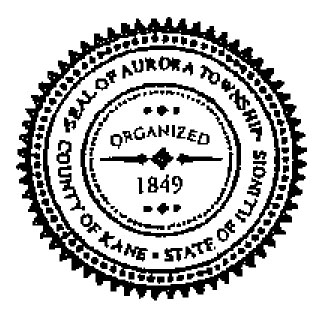 SEAL OF AURORA TOWNSHIP
COUNTY OF KANE • STATE OF ILLINOIS
ORGANIZED
1849